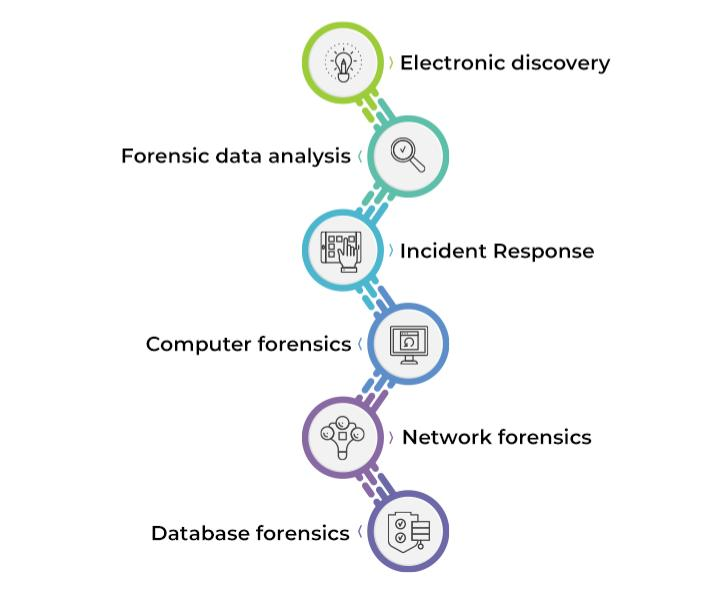 Electronic discovery
Forensic data analysis
Incident Response
Computer forensics
Network forensics
Database forensics